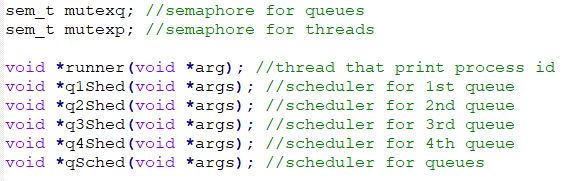 sem_t mutexq; //semaphore for queues
sem_t mutexp; //semaphore for threads
void *runner(void *arg); //thread that print process id
void *q1Shed(void *args); //scheduler for 1st queue
void *q2Shed(void *args); //scheduler for 2nd queue
void *q3Shed(void *args); //scheduler for 3rd queue
void *q4Shed(void *args); //scheduler for 4th queue
void *qSched(void *args); //scheduler for queues